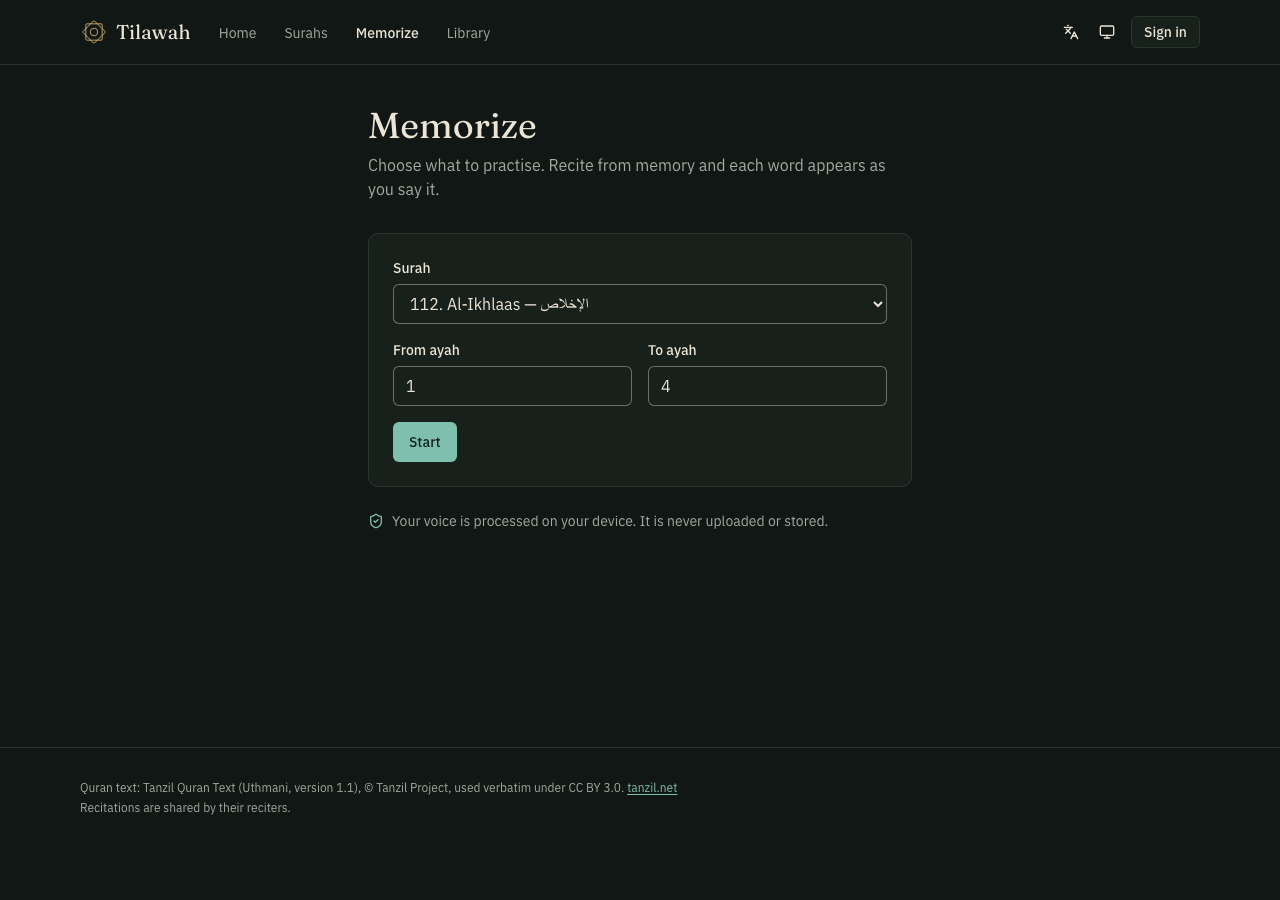 Tilawah
Home
Surahs
Memorize
Library
Sign in
Memorize
Choose what to practise. Recite from memory and each word appears as
you say it.
Surah
112. Al-Ikhlaas — الإخلاص
From ayah
To ayah
1
4
Start
Your voice is processed on your device. It is never uploaded or stored.
Quran text: Tanzil Quran Text (Uthmani, version 1.1), © Tanzil Project, used verbatim under CC BY 3.0. tanzil.net
Recitations are shared by their reciters.